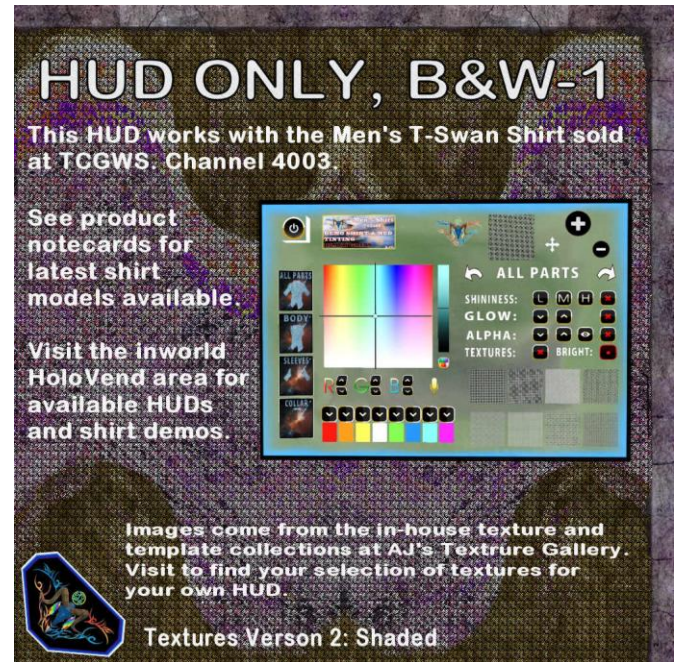 HUD ONLY, B&W-1
This HUD works with the Men's T-Swan Shirt sold
at TCGWS. Channel 4003.
See product
notecards for
latest shirt
models available.
Visit the inworld
HoloVend area for
available HUDs
and shirt demos.
ALL PARTS
BODY
SLEEVES
COLLAR
TINTING
ALL PARTS
SHININESS: L M H
GLOW:
ALPHA:
TEXTURES: BRIGHT:
R G B
Images come from the in-house texture and
template collections at AJ's Textrure Gallery.
Visit to find your selection of textures for
your own HUD.
Textures Verson 2: Shaded